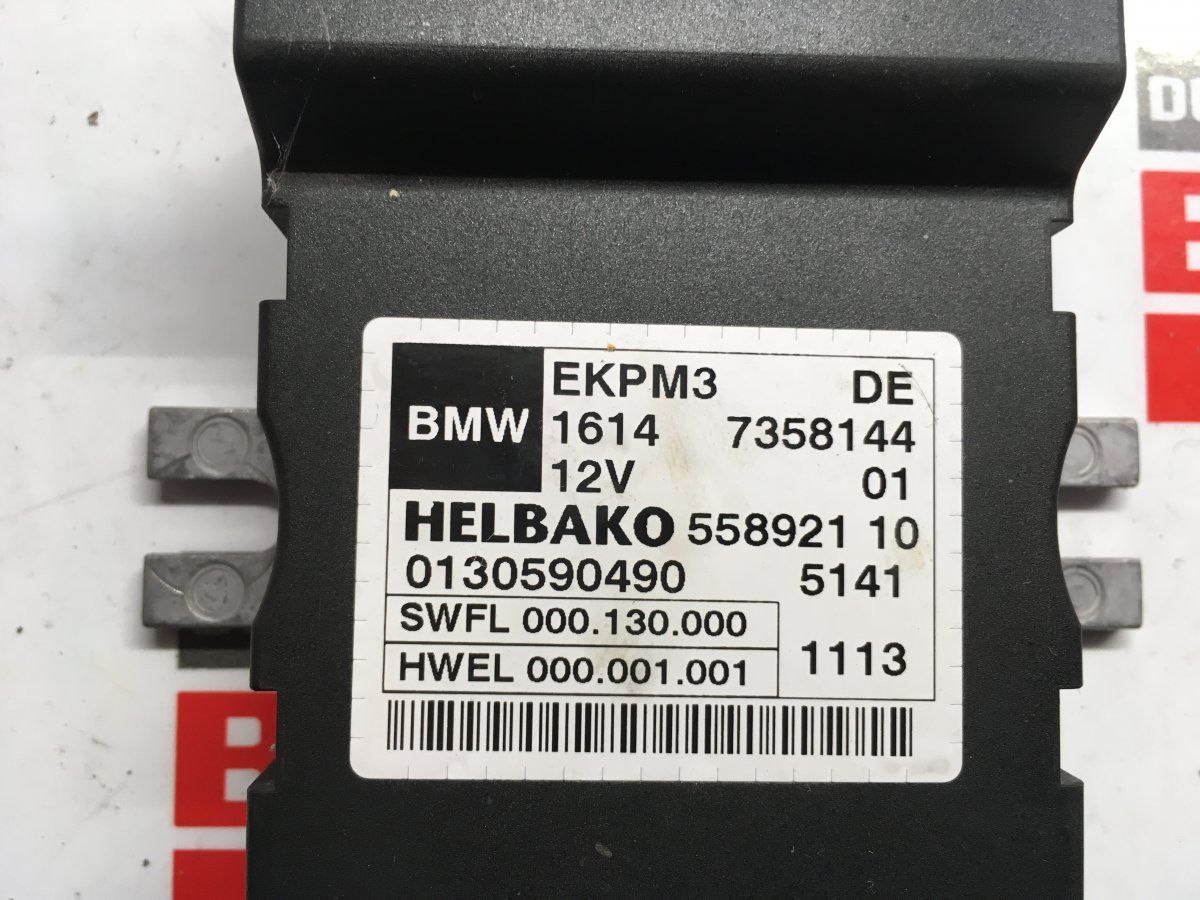 EKPM3 DE
BMW 1614 7358144
12V 01
HELBAKO 558921 10
0130590490 5141
SWFL 000.130.000
HWEL 000.001.001 1113